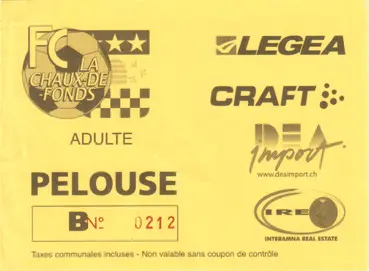 FC
LA
CHAUX-DE
-FONDS
ADULTE
PELOUSE
BNo 0212
LEGEA
CRAFT
DEA
import
www.deaimport.ch
IRE
INTERAMNA REAL ESTATE
Taxes communales incluses - Non valable sans coupon de contrôle